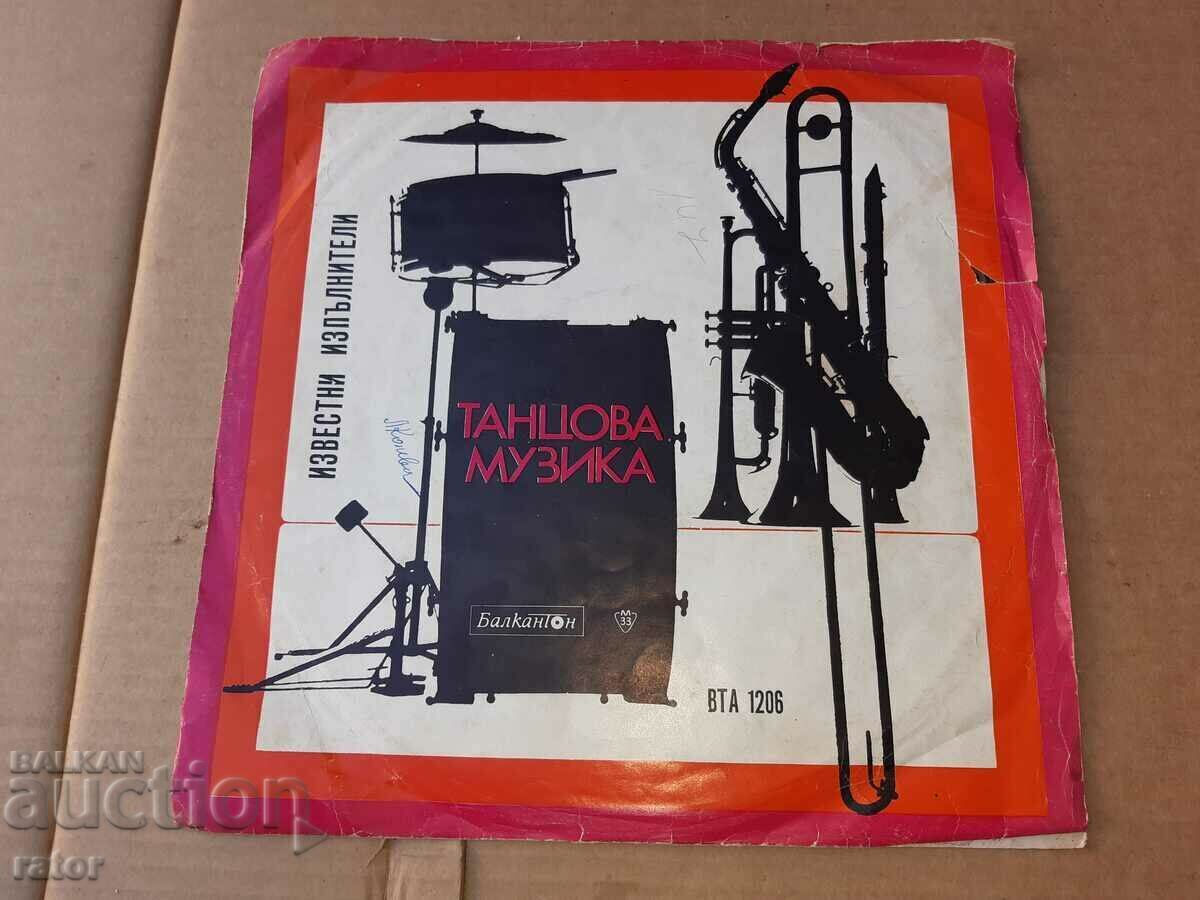 ИЗВЕСТНИ ИЗПЪЛНИТЕЛИ
ТАНЦОВА
МУЗИКА
Балкантон
М
33
ВТА 1206
BALKAN
auction
rator